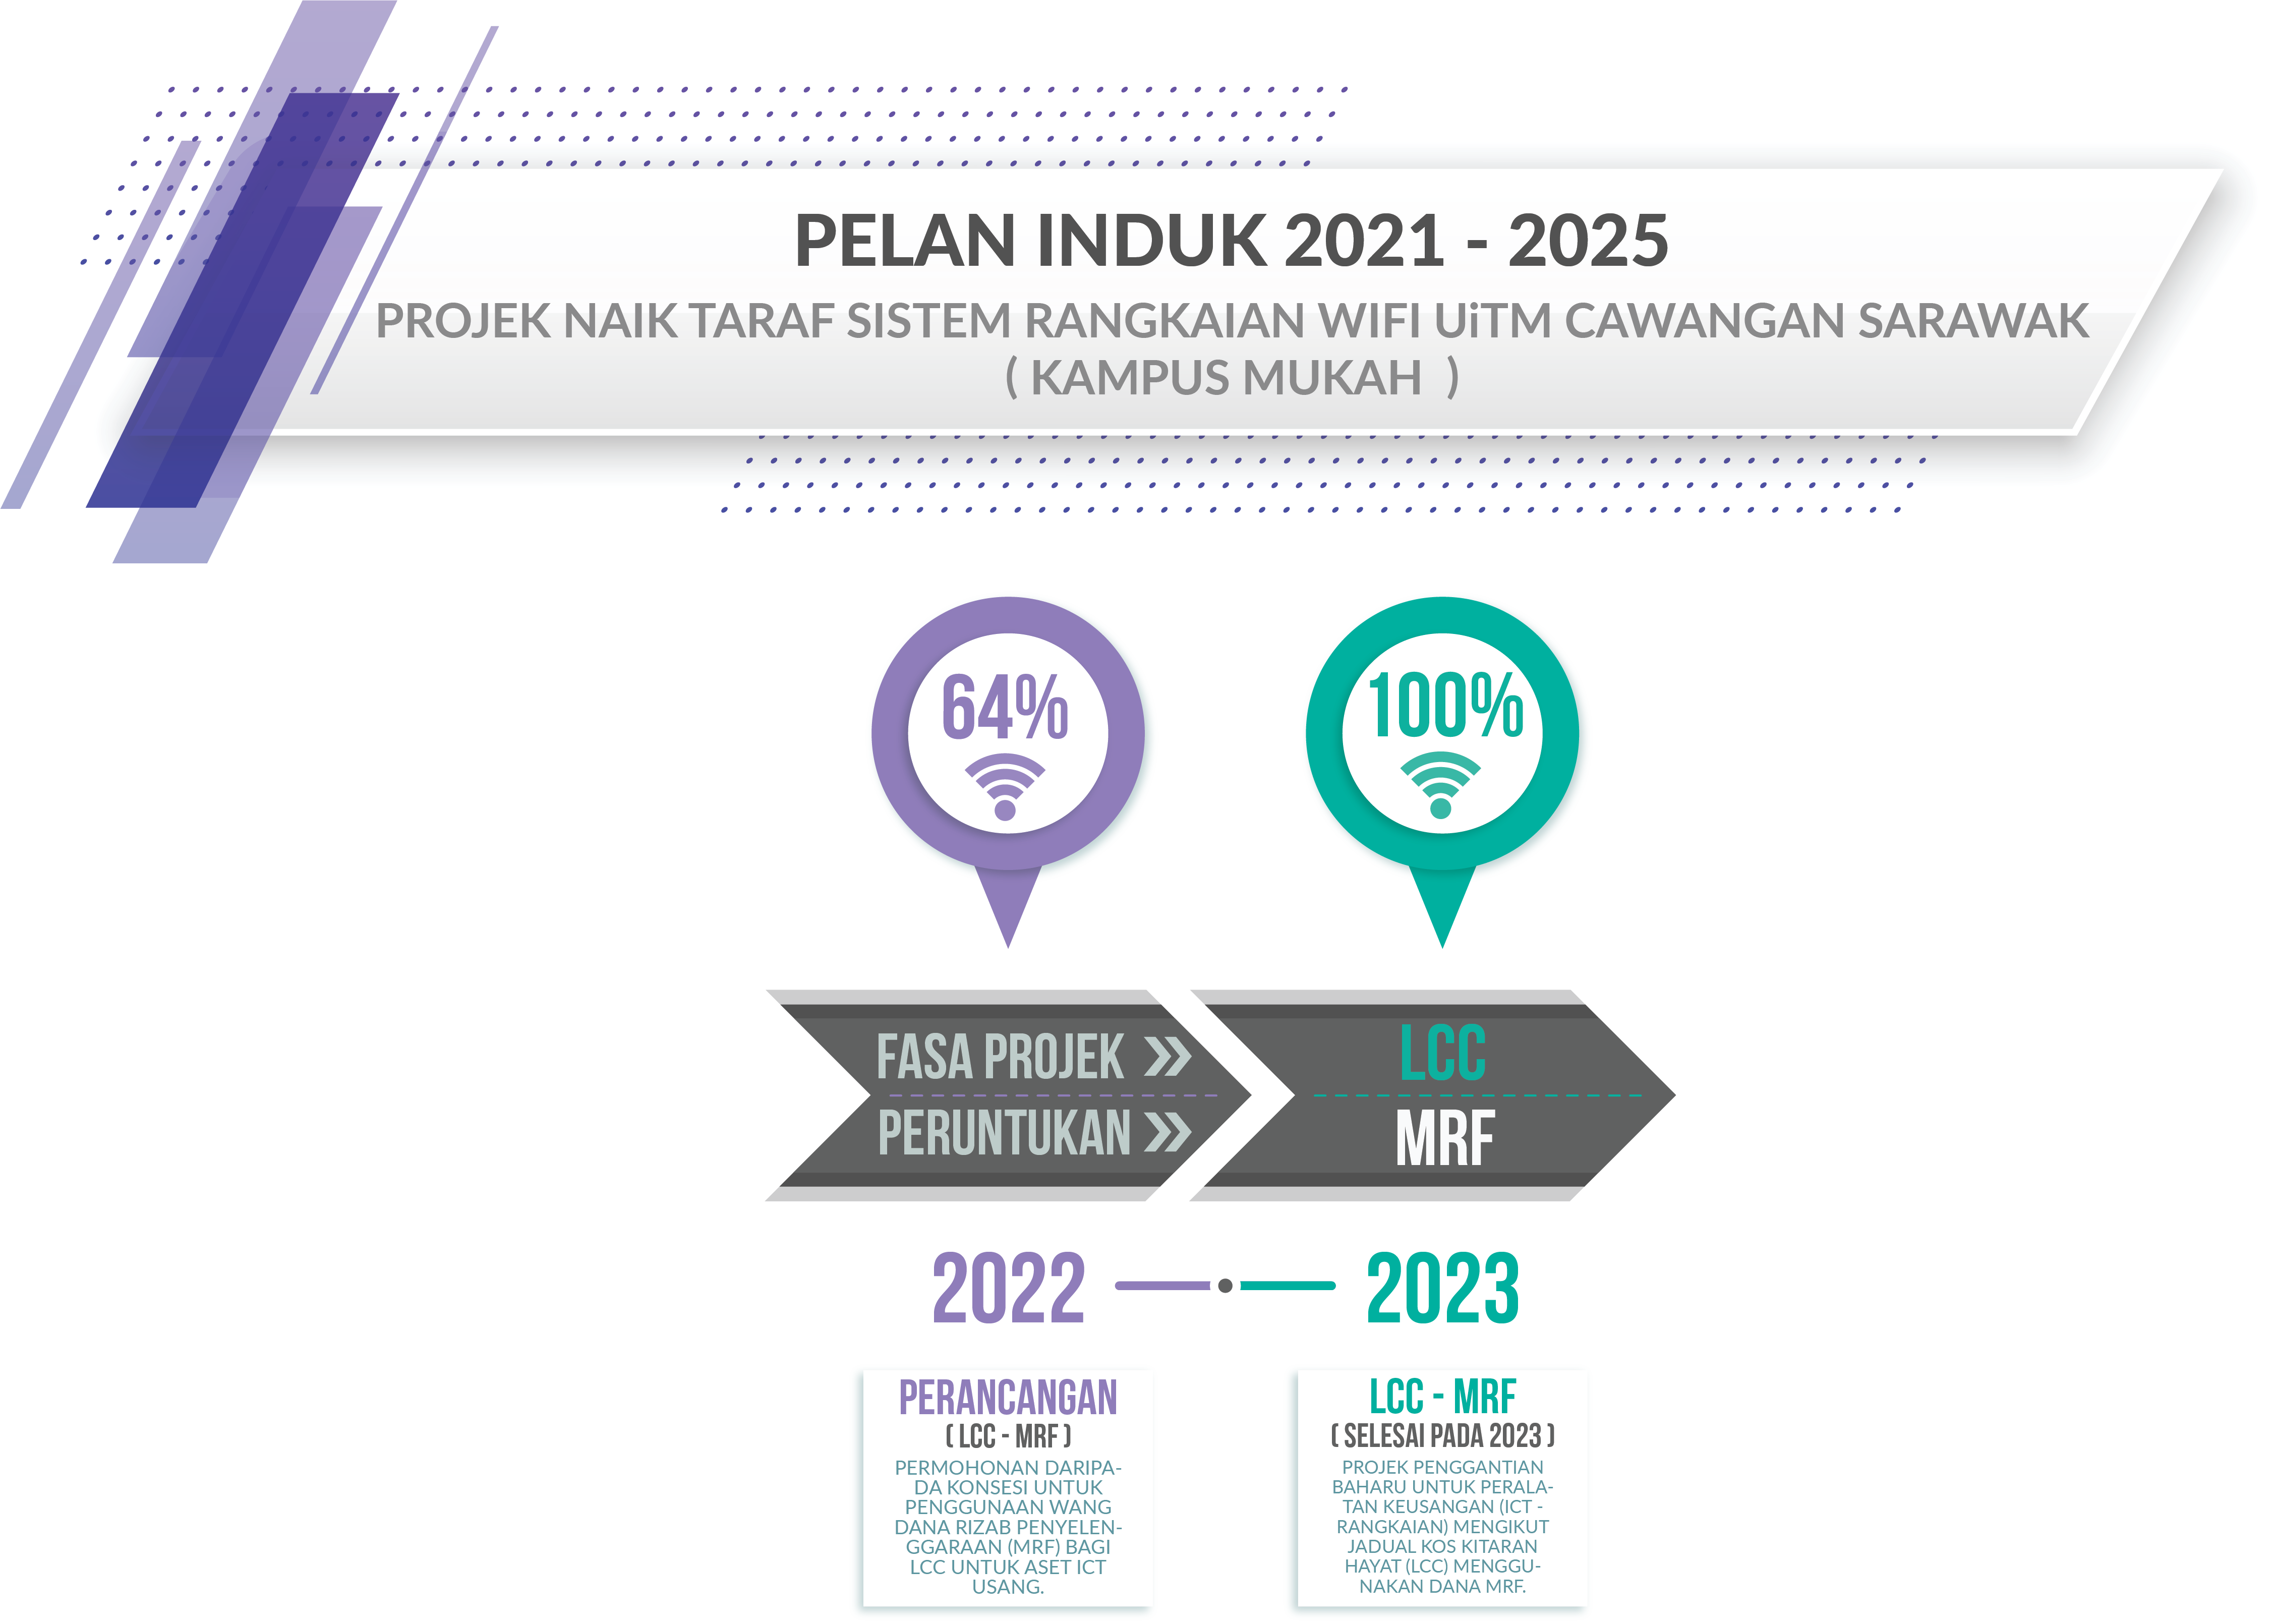 PELAN INDUK 2021 - 2025
PROJEK NAIK TARAF SISTEM RANGKAIAN WIFI UiTM CAWANGAN SARAWAK
( KAMPUS MUKAH )
64%
100%
FASA PROJEK
PERUNTUKAN
LCC
MRF
2022
2023
PERANCANGAN
( LCC - MRF )
PERMOHONAN DARIPA-
DA KONSESI UNTUK
PENGGUNAAN WANG
DANA RIZAB PENYELEN-
GGARAAN (MRF) BAGI
LCC UNTUK ASET ICT
USANG.
LCC - MRF
( SELESAI PADA 2023 )
PROJEK PENGGANTIAN
BAHARU UNTUK PERALA-
TAN KEUSANGAN (ICT -
RANGKAIAN) MENGIKUT
JADUAL KOS KITARAN
HAYAT (LCC) MENGGU-
NAKAN DANA MRF.